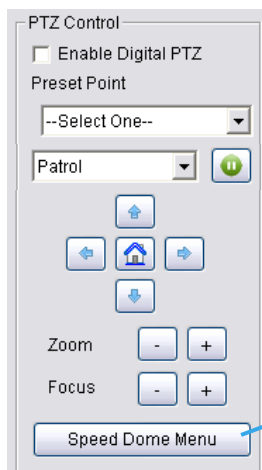 PTZ Control
Enable Digital PTZ
Preset Point
--Select One--
Patrol
Zoom - +
Focus - +
Speed Dome Menu